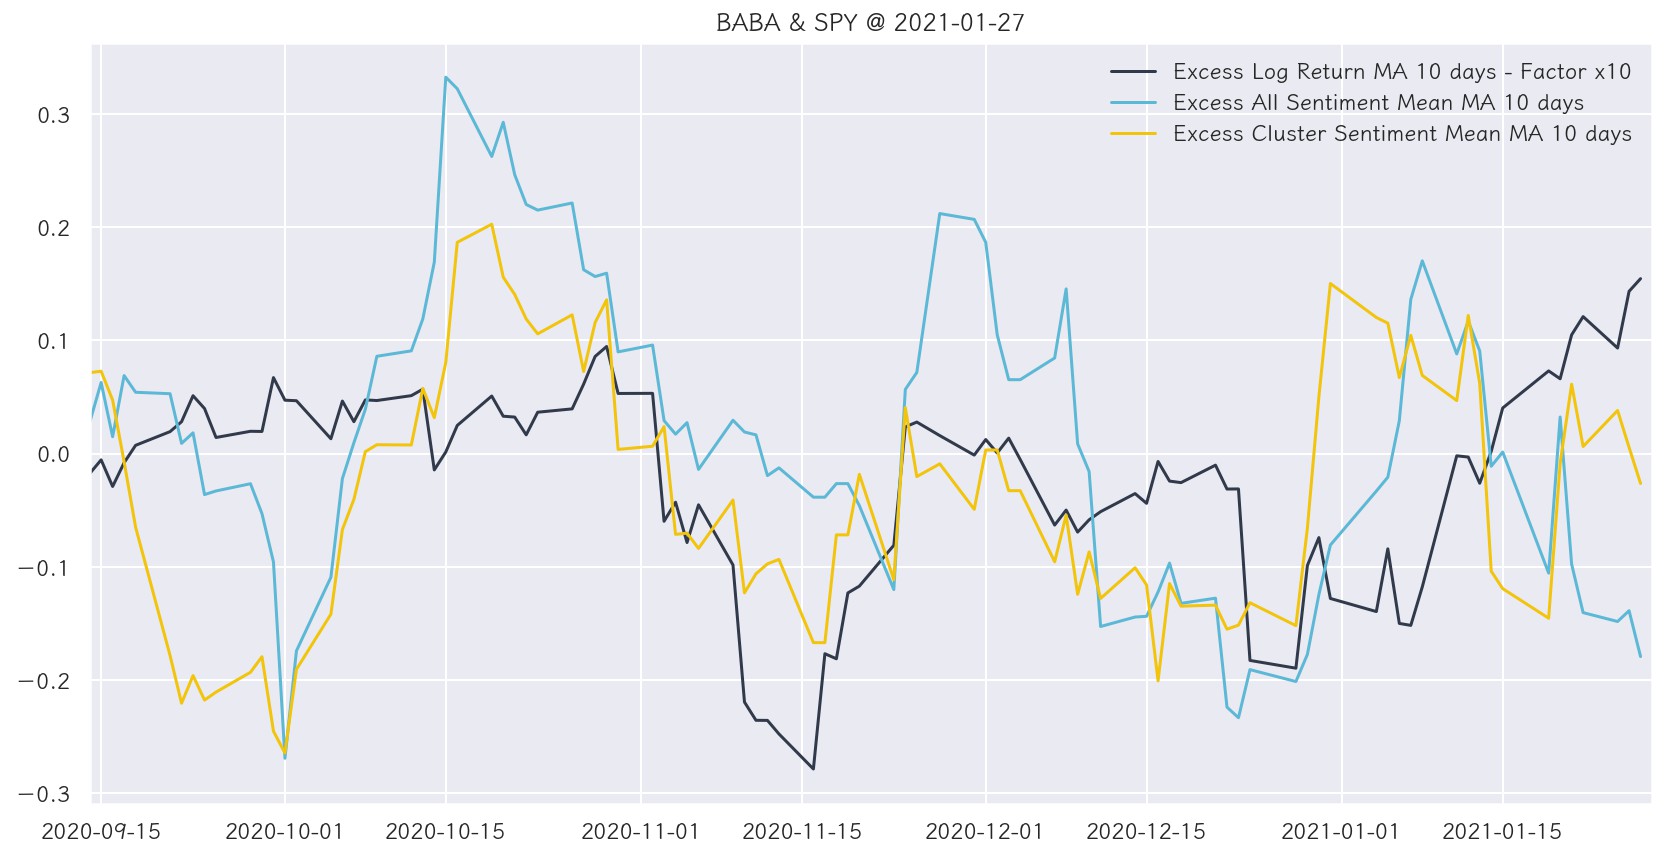 BABA & SPY @ 2021-01-27
Excess Log Return MA 10 days - Factor x10
Excess All Sentiment Mean MA 10 days
Excess Cluster Sentiment Mean MA 10 days
0.3
0.2
0.1
0.0
−0.1
−0.2
−0.3
2020-09-15 2020-10-01 2020-10-15 2020-11-01 2020-11-15 2020-12-01 2020-12-15 2021-01-01 2021-01-15